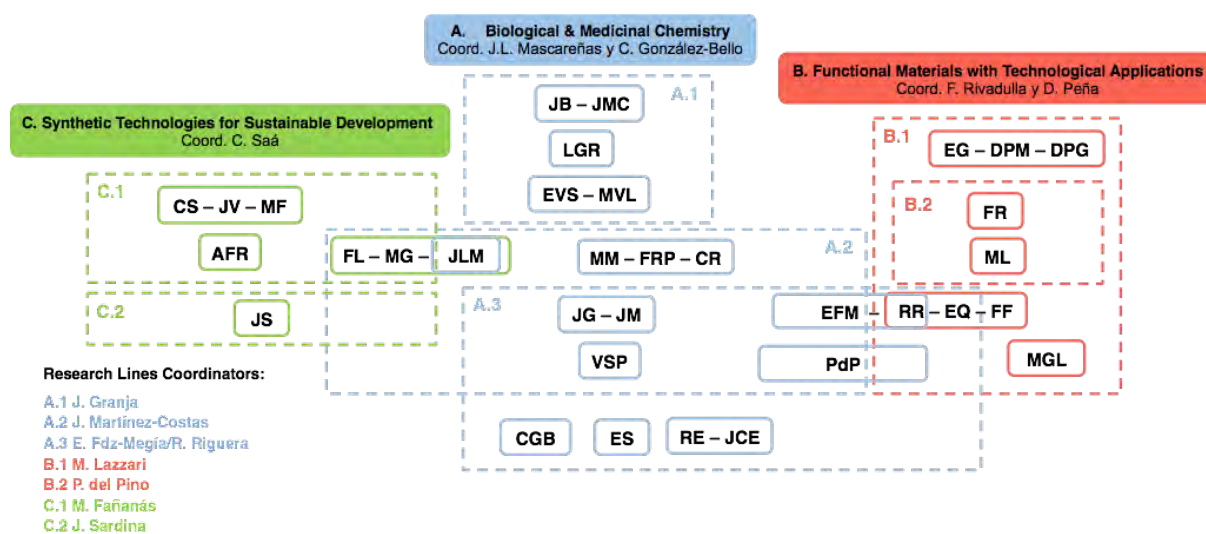 A. Biological & Medicinal Chemistry
Coord. J.L. Mascareñas y C. González-Bello
B. Functional Materials with Technological Applications
Coord. F. Rivadulla y D. Peña
C. Synthetic Technologies for Sustainable Development
Coord. C. Saá
A.1
JB – JMC
LGR
EVS – MVL
B.1
EG – DPM – DPG
B.2
FR
ML
C.1
CS – JV – MF
AFR
FL – MG – JLM
MM – FRP – CR
A.2
C.2
JS
A.3
JG – JM
EFM – RR – EQ – FF
VSP
PdP
MGL
CGB
ES
RE – JCE
Research Lines Coordinators:
A.1 J. Granja
A.2 J. Martínez-Costas
A.3 E. Fdz-Megía/R. Riguera
B.1 M. Lazzari
B.2 P. del Pino
C.1 M. Fañanás
C.2 J. Sardina